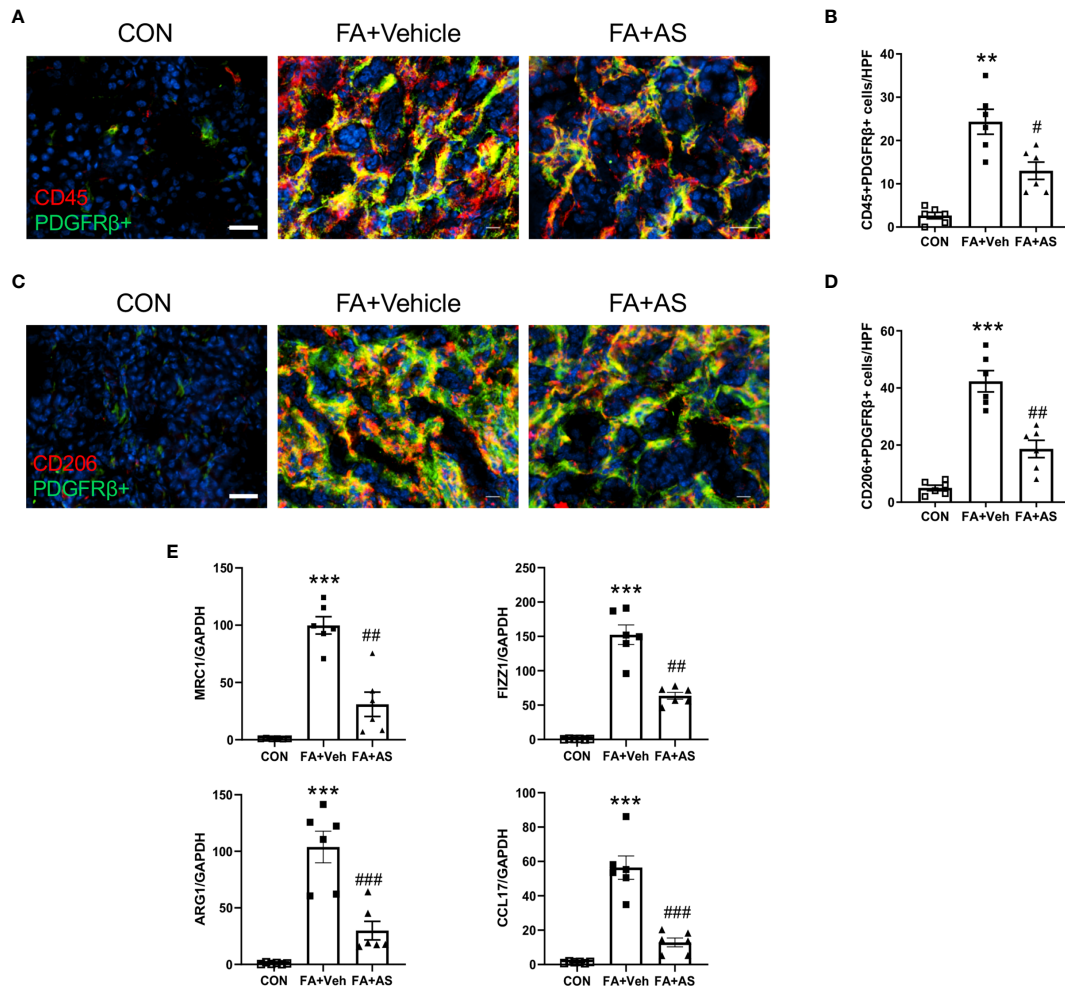 A
CON
FA+Vehicle
FA+AS
CD45
PDGFRβ+
B
CD45+PDGFRβ+ cells/HPF
40
30
20
10
0
**
#
CON
FA+Veh
FA+AS
C
CON
FA+Vehicle
FA+AS
CD206
PDGFRβ+
D
CD206+PDGFRβ+ cells/HPF
60
40
20
0
***
##
CON
FA+Veh
FA+AS
E
MRC1/GAPDH
150
100
50
0
***
##
CON
FA+Veh
FA+AS
FIZZ1/GAPDH
250
200
150
100
50
0
***
##
CON
FA+Veh
FA+AS
ARG1/GAPDH
150
100
50
0
***
###
CON
FA+Veh
FA+AS
CCL17/GAPDH
100
80
60
40
20
0
***
###
CON
FA+Veh
FA+AS